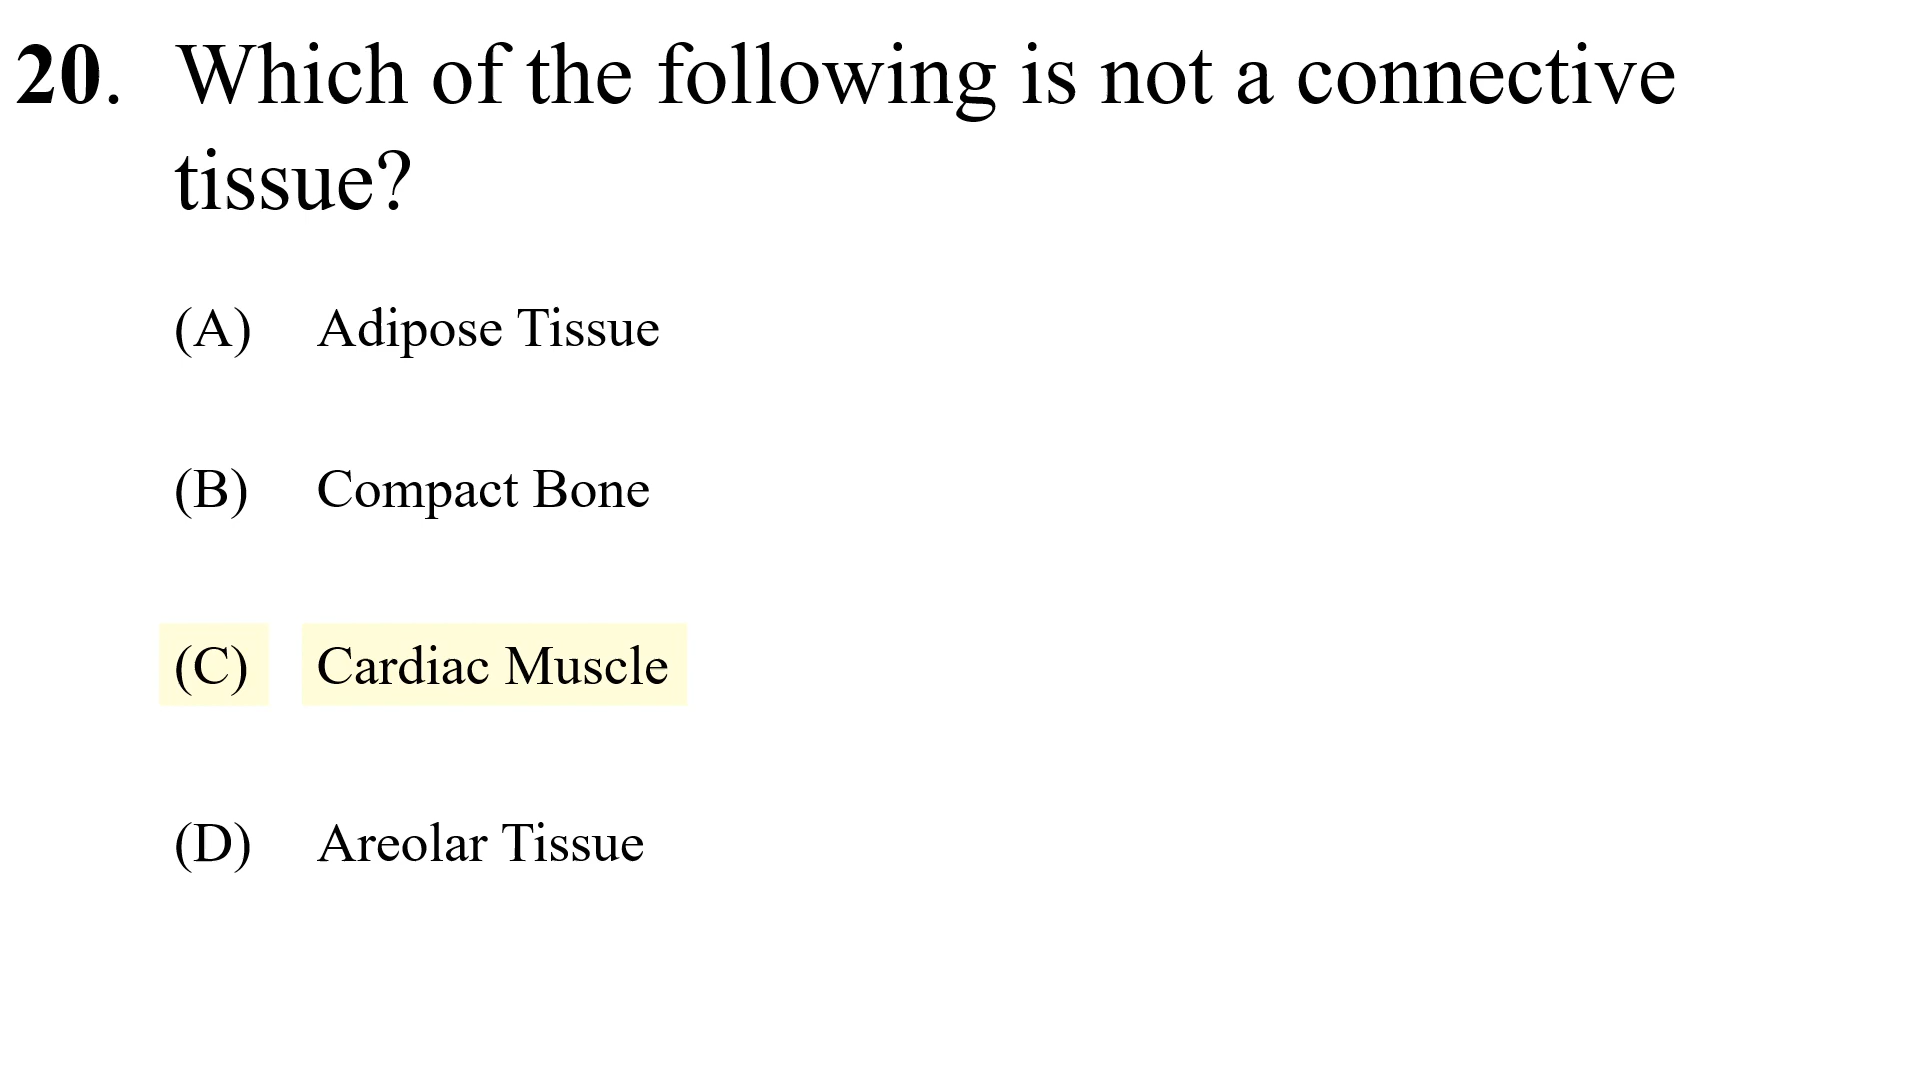 20. Which of the following is not a connective
tissue?
(A) Adipose Tissue
(B) Compact Bone
(C) Cardiac Muscle
(D) Areolar Tissue